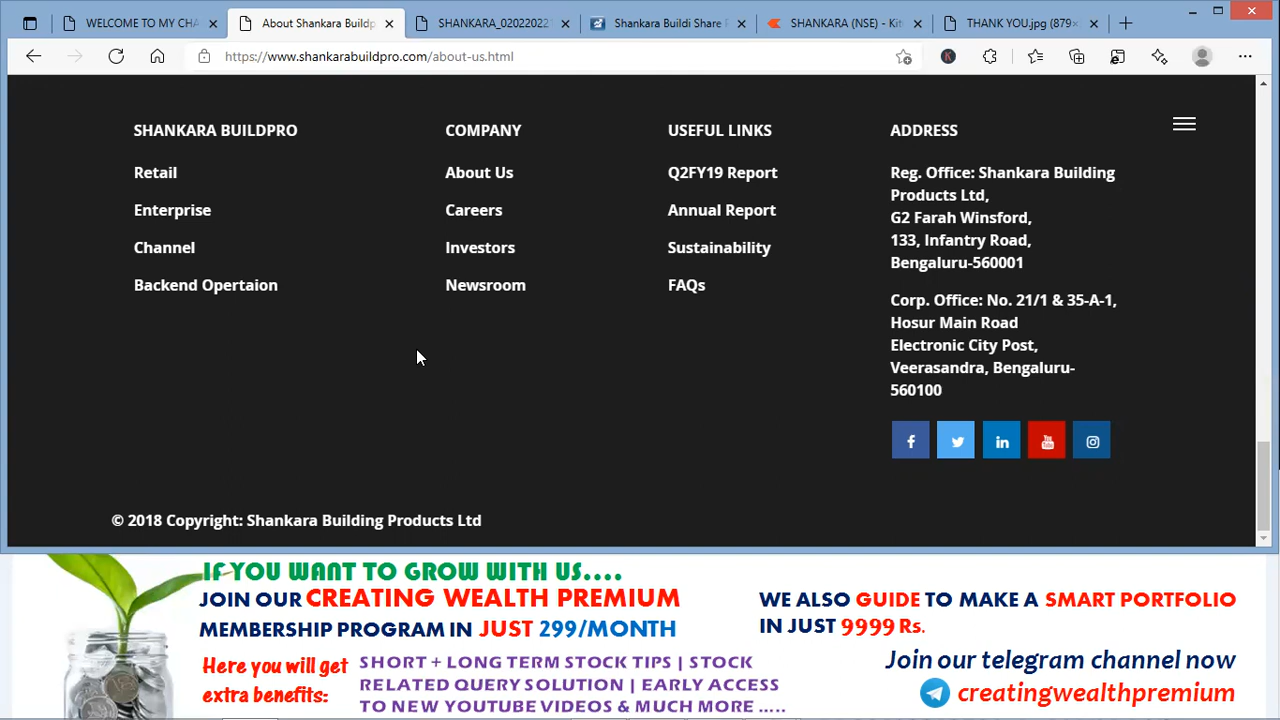 WELCOME TO MY CHA
About Shankara Buildp
SHANKARA_02022022
Shankara Buildi Share
SHANKARA (NSE) - Kit
THANK YOU.jpg (879×
https://www.shankarabuildpro.com/about-us.html
SHANKARA BUILDPRO
Retail
Enterprise
Channel
Backend Opertaion
COMPANY
About Us
Careers
Investors
Newsroom
USEFUL LINKS
Q2FY19 Report
Annual Report
Sustainability
FAQs
ADDRESS
Reg. Office: Shankara Building
Products Ltd,
G2 Farah Winsford,
133, Infantry Road,
Bengaluru-560001
Corp. Office: No. 21/1 & 35-A-1,
Hosur Main Road
Electronic City Post,
Veerasandra, Bengaluru-
560100
© 2018 Copyright: Shankara Building Products Ltd
IF YOU WANT TO GROW WITH US....
JOIN OUR CREATING WEALTH PREMIUM
MEMBERSHIP PROGRAM IN JUST 299/MONTH
Here you will get
extra benefits:
SHORT + LONG TERM STOCK TIPS | STOCK
RELATED QUERY SOLUTION | EARLY ACCESS
TO NEW YOUTUBE VIDEOS & MUCH MORE .....
WE ALSO GUIDE TO MAKE A SMART PORTFOLIO
IN JUST 9999 Rs.
Join our telegram channel now
creatingwealthpremium